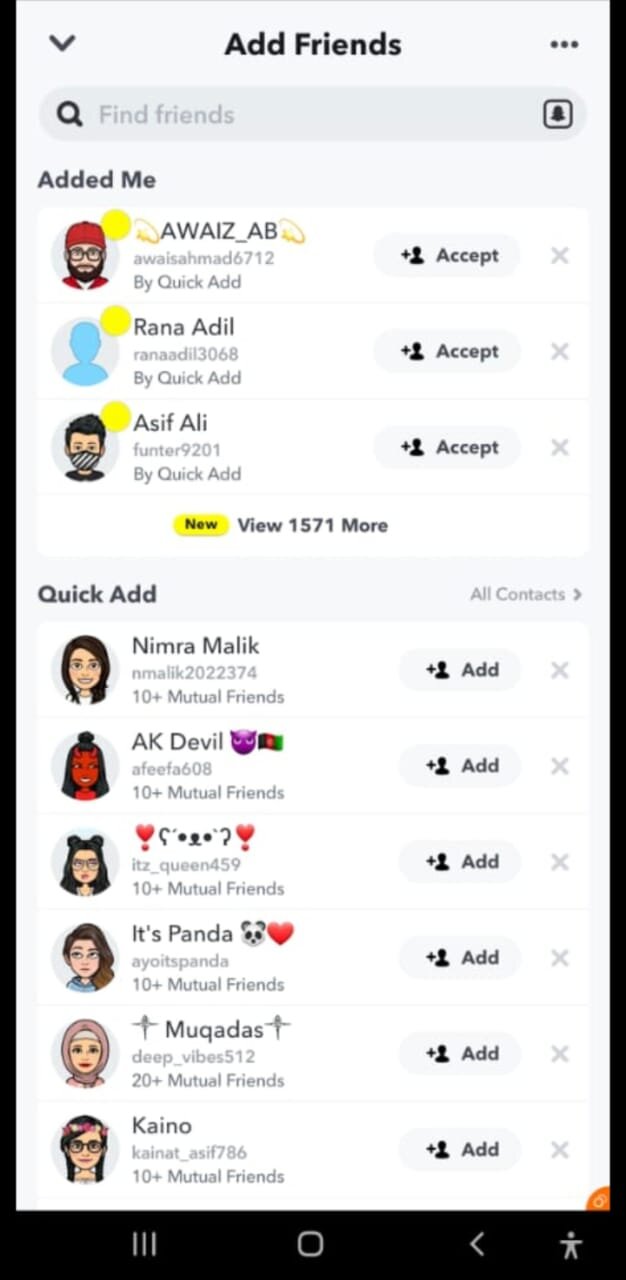 Add Friends
Find friends
Added Me
💫AWAIZ_AB💫
awaisahmad6712
By Quick Add
Accept
Rana Adil
ranaadil3068
By Quick Add
Accept
Asif Ali
funter9201
By Quick Add
Accept
New View 1571 More
Quick Add
All Contacts
Nimra Malik
nmalik2022374
10+ Mutual Friends
Add
AK Devil 😈🇦🇫
afeefa608
10+ Mutual Friends
Add
❣️ʕ´•ᴥ•`ʔ❣️
itz_queen459
10+ Mutual Friends
Add
It's Panda 🐼❤️
ayoitspanda
10+ Mutual Friends
Add
༒ Muqadas༒
deep_vibes512
20+ Mutual Friends
Add
Kaino
kainat_asif786
10+ Mutual Friends
Add